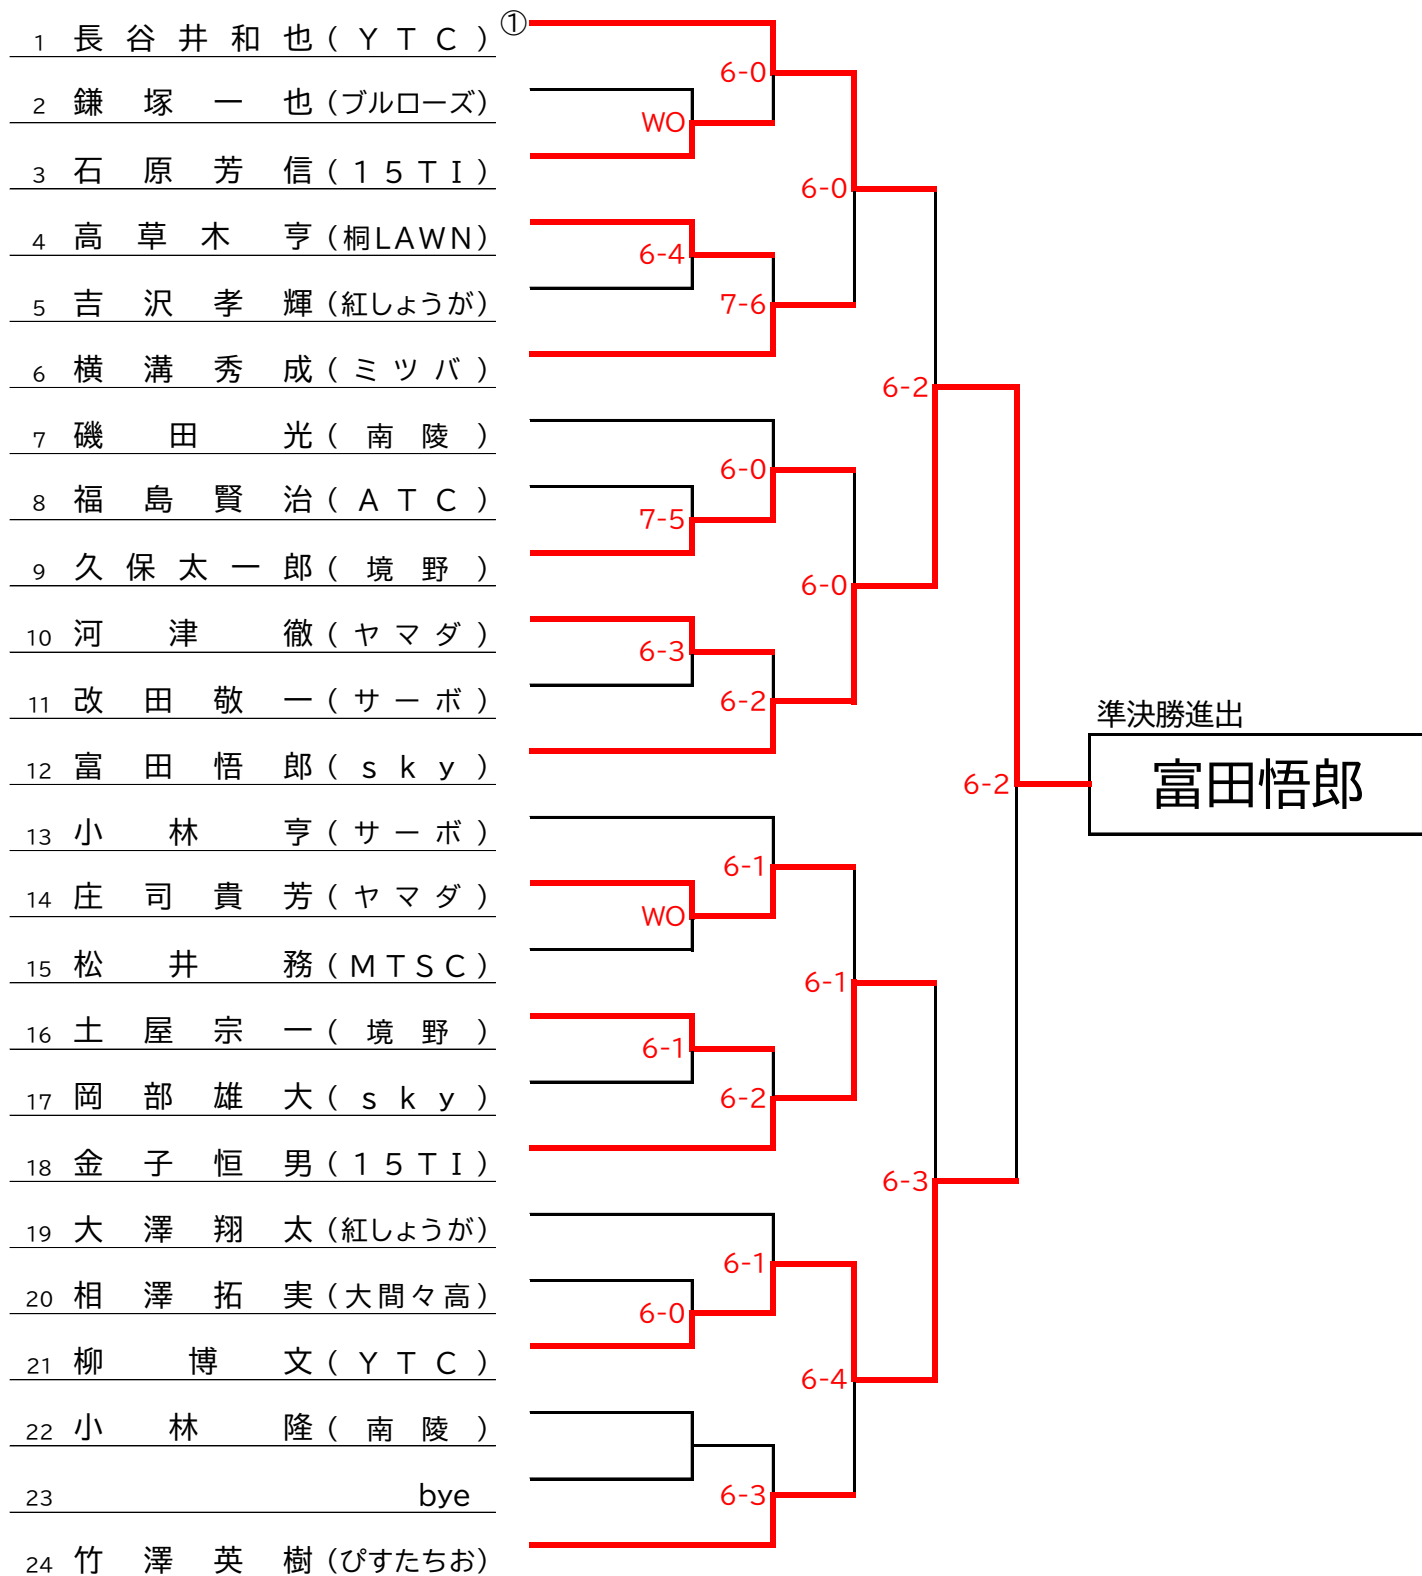 1 長谷井和也(YTC) ①
6-0
2 鎌塚一也(ブルローズ)
WO
3 石原芳信(15TI)
6-0
4 高草木亨(桐LAWN)
6-4
5 吉沢孝輝(紅しょうが)
7-6
6 横溝秀成(ミツバ)
6-2
7 磯田光(南陵)
6-0
8 福島賢治(ATC)
7-5
9 久保太一郎(境野)
6-0
10 河津徹(ヤマダ)
6-3
11 改田敬一(サーボ)
6-2
準決勝進出
12 富田悟郎(sky)
6-2
富田悟郎
13 小林亨(サーボ)
6-1
14 庄司貴芳(ヤマダ)
WO
15 松井務(MTSC)
6-1
16 土屋宗一(境野)
6-1
17 岡部雄大(sky)
6-2
18 金子恒男(15TI)
6-3
19 大澤翔太(紅しょうが)
6-1
20 相澤拓実(大間々高)
6-0
21 柳博文(YTC)
6-4
22 小林隆(南陵)
23 bye
6-3
24 竹澤英樹(ぴすたちお)